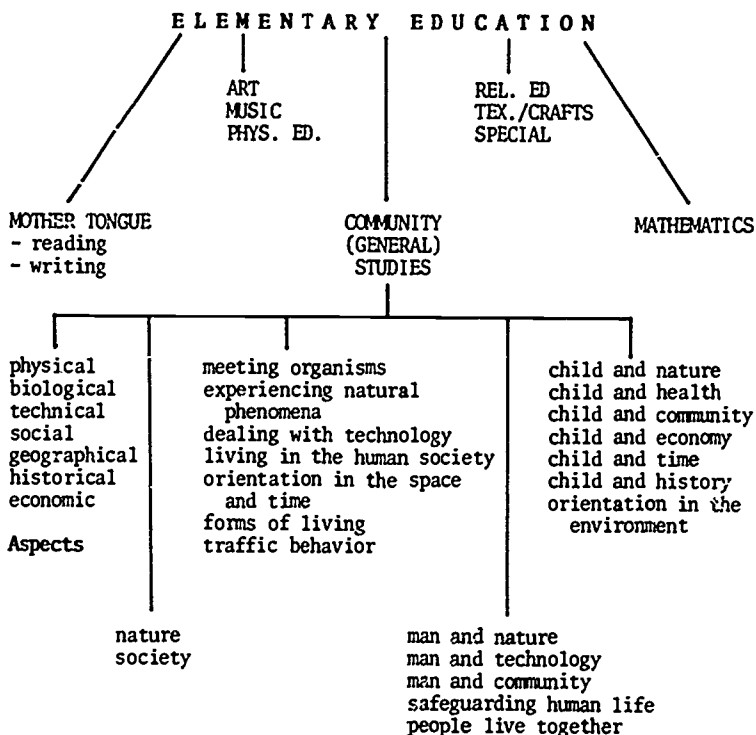 ELEMENTARY EDUCATION
ART
MUSIC
PHYS. ED.
REL. ED
TEX./CRAFTS
SPECIAL
MOTHER TONGUE
- reading
- writing
COMMUNITY
(GENERAL)
STUDIES
MATHEMATICS
physical
biological
technical
social
geographical
historical
economic
Aspects
nature
society
meeting organisms
experiencing natural
phenomena
dealing with technology
living in the human society
orientation in the space
and time
forms of living
traffic behavior
man and nature
man and technology
man and community
safeguarding human life
people live together
child and nature
child and health
child and community
child and economy
child and time
child and history
orientation in the
environment